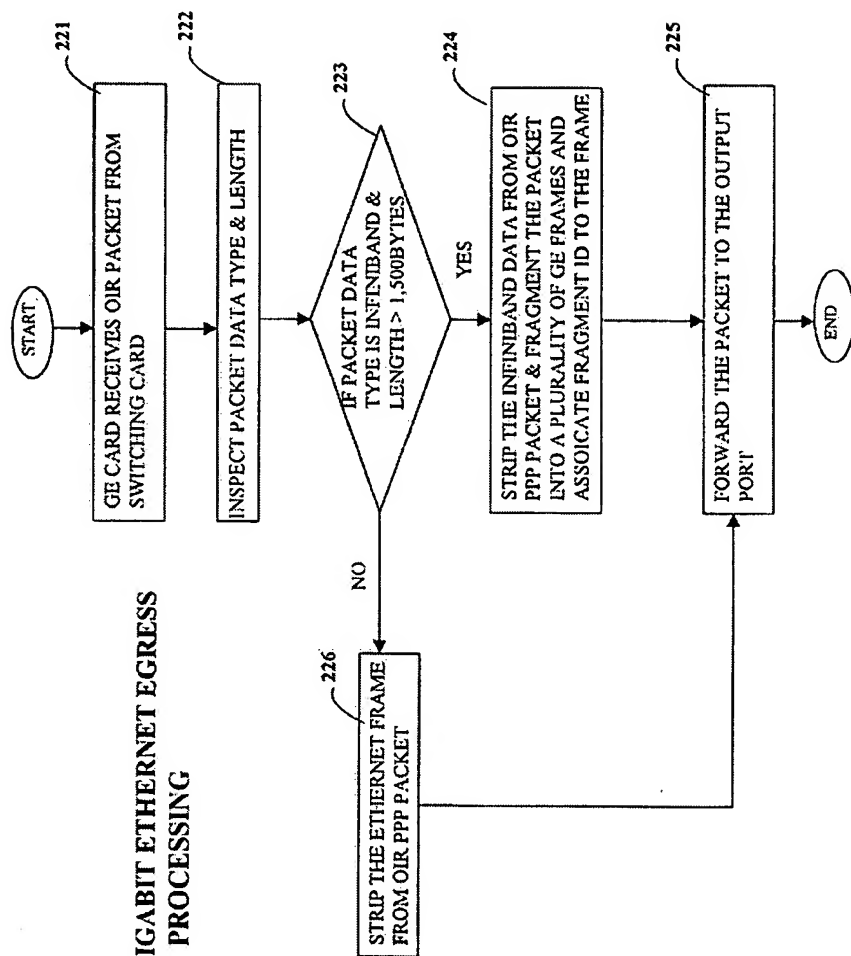 IGABIT ETHERNET EGRESS
PROCESSING
START
221
GE CARD RECEIVES OIR PACKET FROM
SWITCHING CARD
222
INSPECT PACKET DATA TYPE & LENGTH
223
IF PACKET DATA
TYPE IS INFINIBAND &
LENGTH > 1,500BYTES
NO
YES
224
STRIP THE INFINIBAND DATA FROM OIR
PPP PACKET & FRAGMENT THE PACKET
INTO A PLURALITY OF GE FRAMES AND
ASSOICATE FRAGMENT ID TO THE FRAME
226
STRIP THE ETHERNET FRAME
FROM OIR PPP PACKET
225
FORWARD THE PACKET TO THE OUTPUT
PORT
END